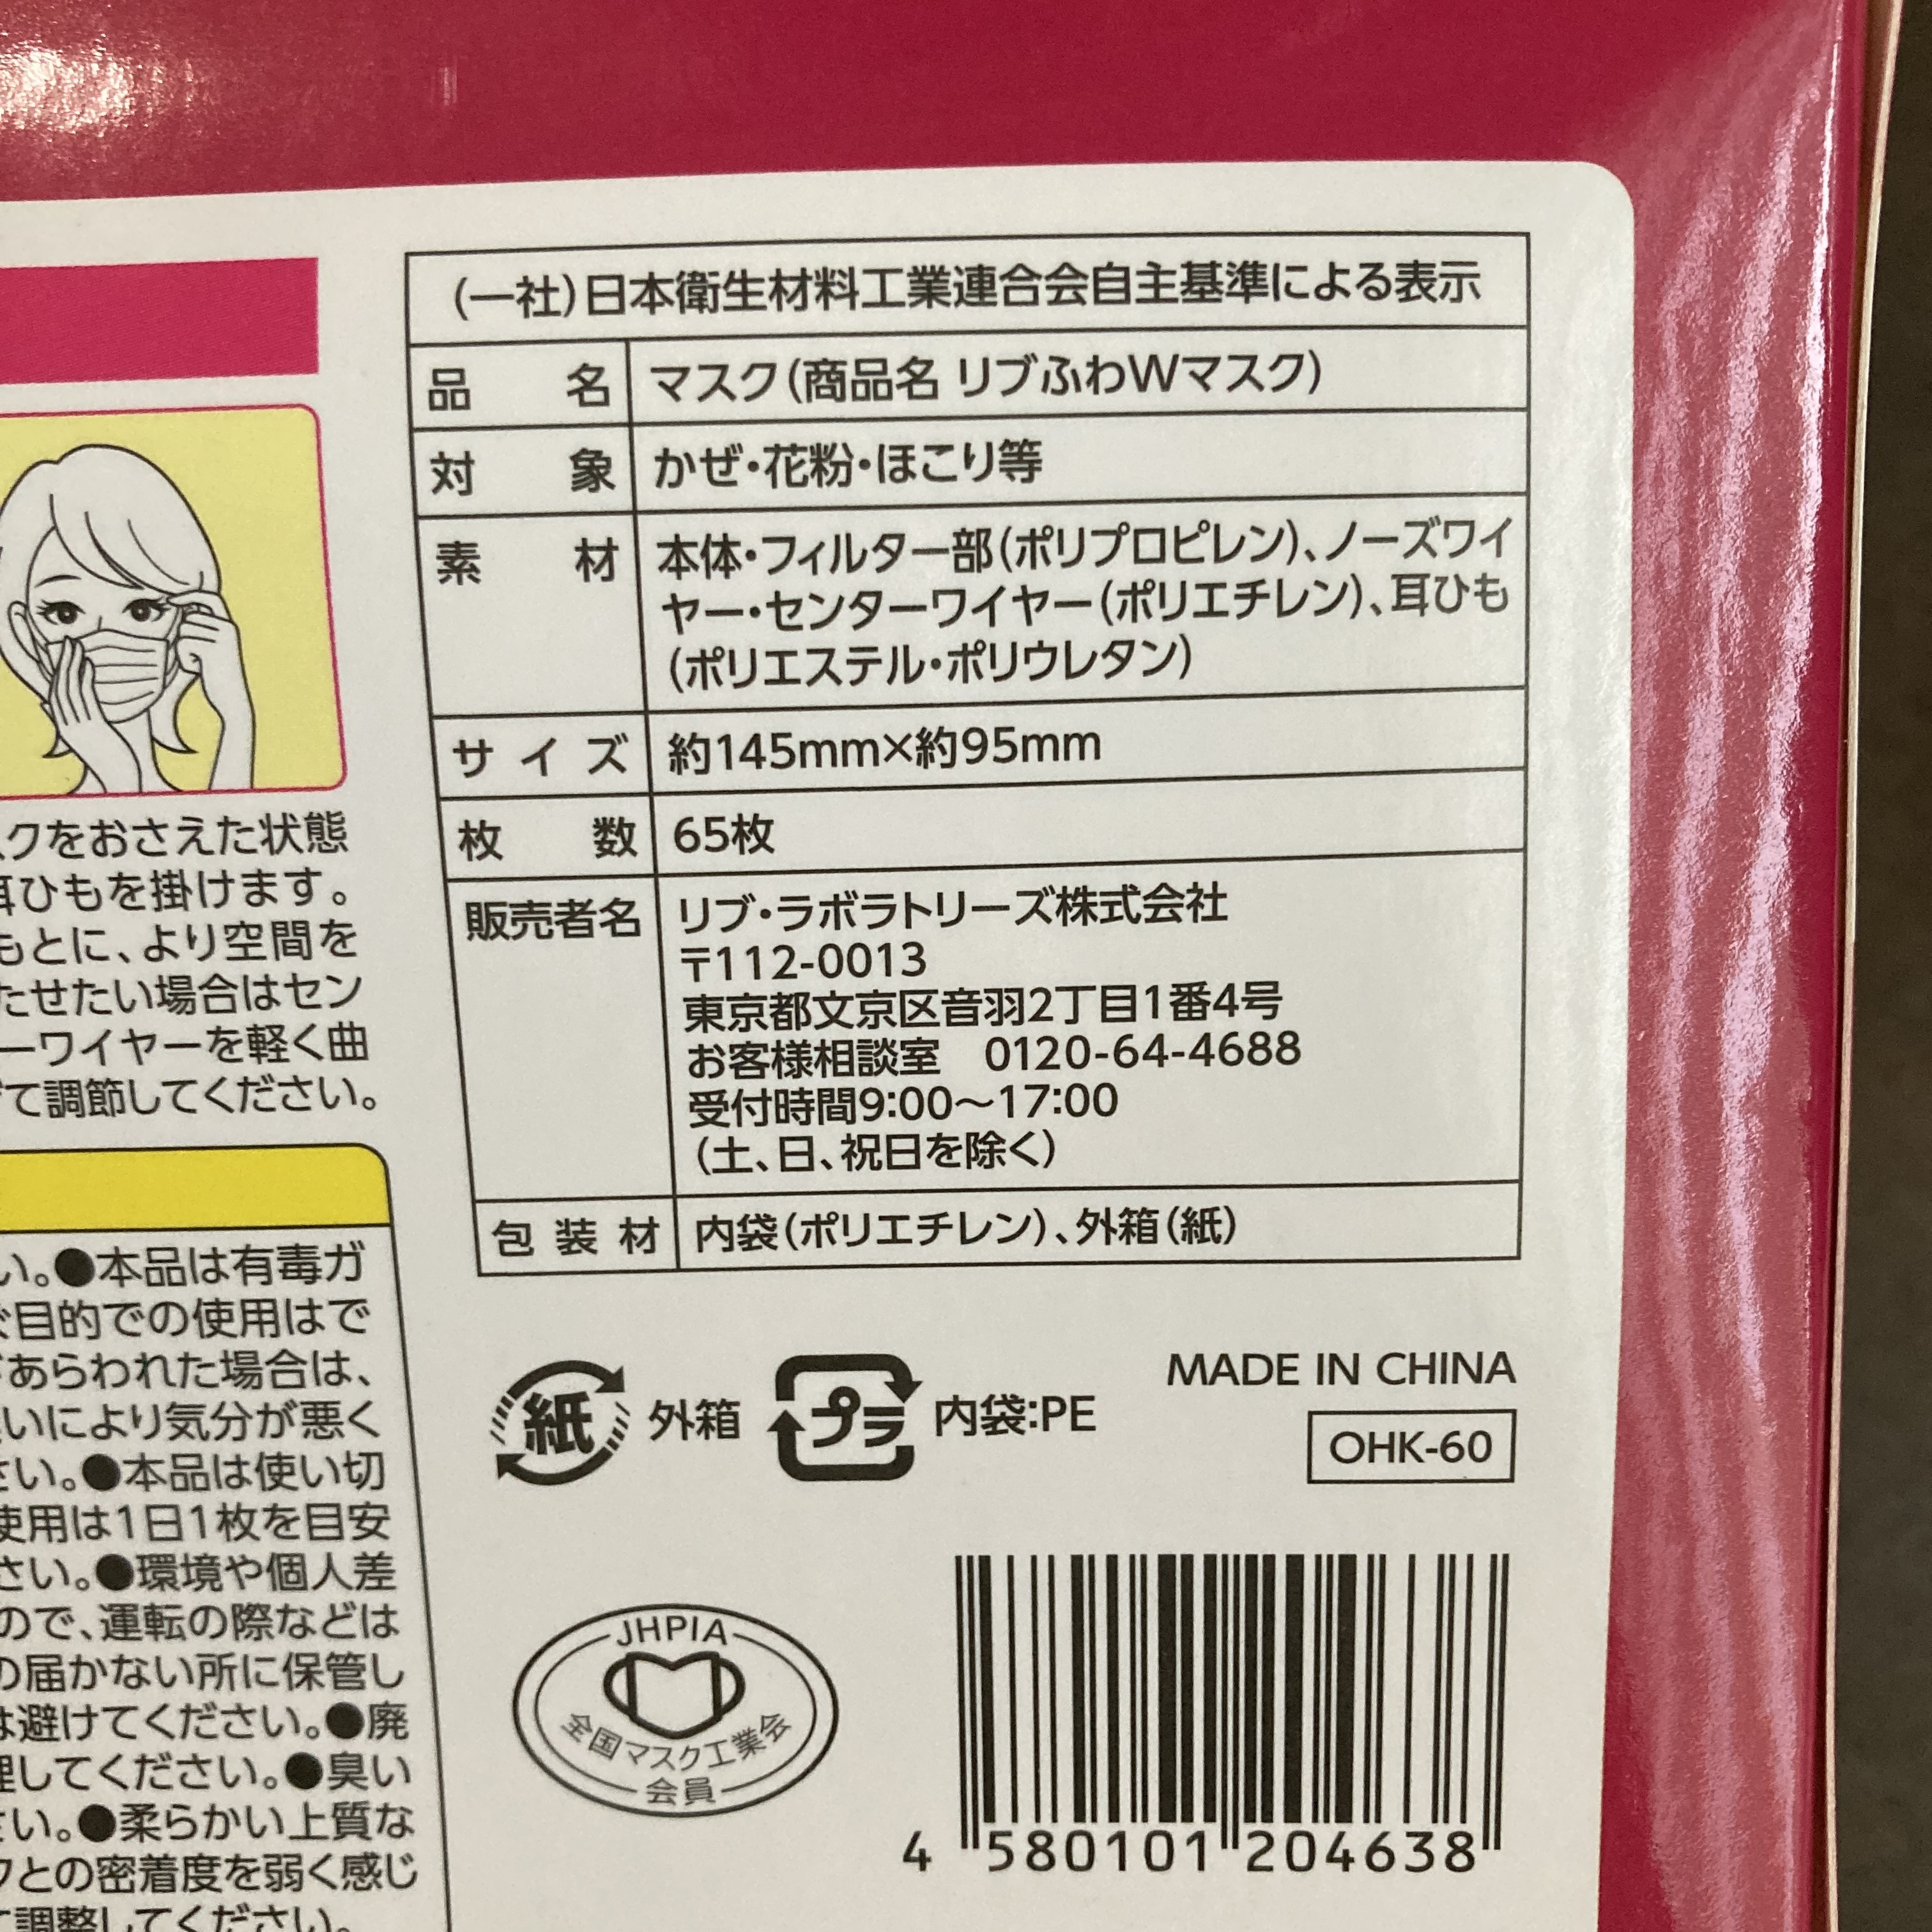 (一社)日本衛生材料工業連合会自主基準による表示
品名 マスク(商品名 リブふわWマスク)
対象 かぜ・花粉・ほこり等
素材 本体・フィルター部(ポリプロピレン)、ノーズワイ
ヤー・センターワイヤー(ポリエチレン)、耳ひも
(ポリエステル・ポリウレタン)
サイズ 約145mm×約95mm
枚数 65枚
販売者名 リブ・ラボラトリーズ株式会社
〒112-0013
東京都文京区音羽2丁目1番4号
お客様相談室 0120-64-4688
受付時間9:00〜17:00
(土、日、祝日を除く)
包装材 内袋(ポリエチレン)、外箱(紙)
紙 外箱 プラ 内袋:PE
MADE IN CHINA
OHK-60
JHPIA
全国マスク工業会
会員
4 580101 204638
クをおさえた状態
耳ひもを掛けます。
もとに、より空間を
たせたい場合はセン
ーワイヤーを軽く曲
て調節してください。
い。●本品は有毒ガ
目的での使用はで
あらわれた場合は、
いにより気分が悪く
さい。●本品は使い切
使用は1日1枚を目安
さい。●環境や個人差
ので、運転の際などは
の届かない所に保管し
は避けてください。●廃
理してください。●臭い
さい。●柔らかい上質な
クとの密着度を弱く感じ
て調整してください。